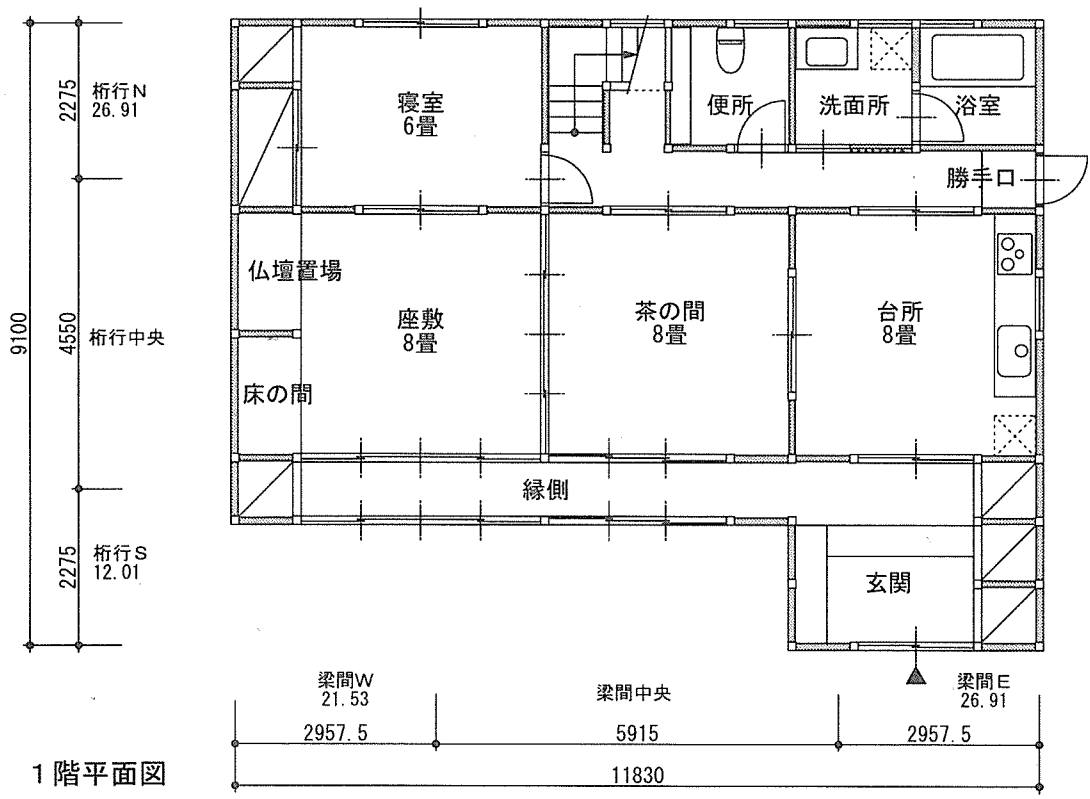 2275
桁行N
26.91
9100
4550
桁行中央
2275
桁行S
12.01
寝室
6畳
便所
洗面所
浴室
勝手口
仏壇置場
座敷
8畳
茶の間
8畳
台所
8畳
床の間
縁側
玄関
梁間W
21.53
梁間中央
梁間E
26.91
2957.5
5915
2957.5
11830
1階平面図